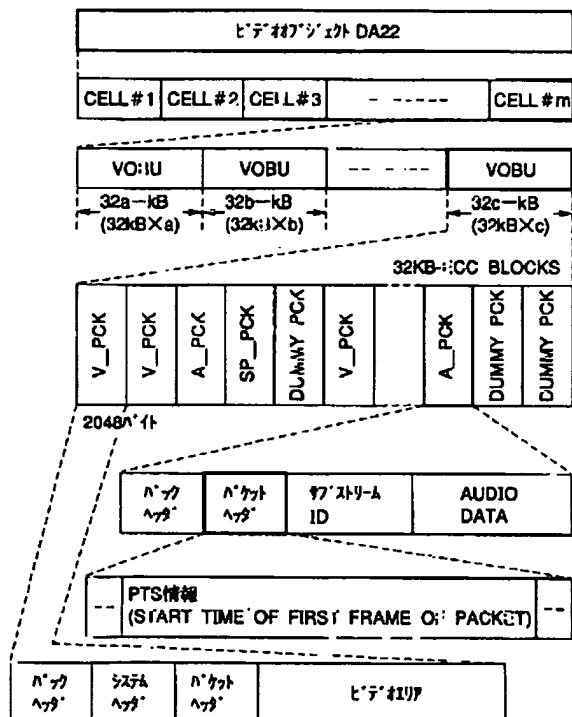 ビデオオブジェクト DA22
CELL#1 CELL#2 CELL#3 CELL#m
VOBU VOBU VOBU
32a-kB 32b-kB 32c-kB
(32kB×a) (32kB×b) (32kB×c)
32KB-ECC BLOCKS
V_PCK V_PCK A_PCK SP_PCK DUMMY PCK V_PCK A_PCK DUMMY PCK DUMMY PCK
2048バイト
パック パケット サブストリーム AUDIO
ヘッダ ヘッダ ID DATA
PTS情報
(START TIME OF FIRST FRAME OF PACKET)
パック システム パケット ビデオエリア
ヘッダ ヘッダ ヘッダ